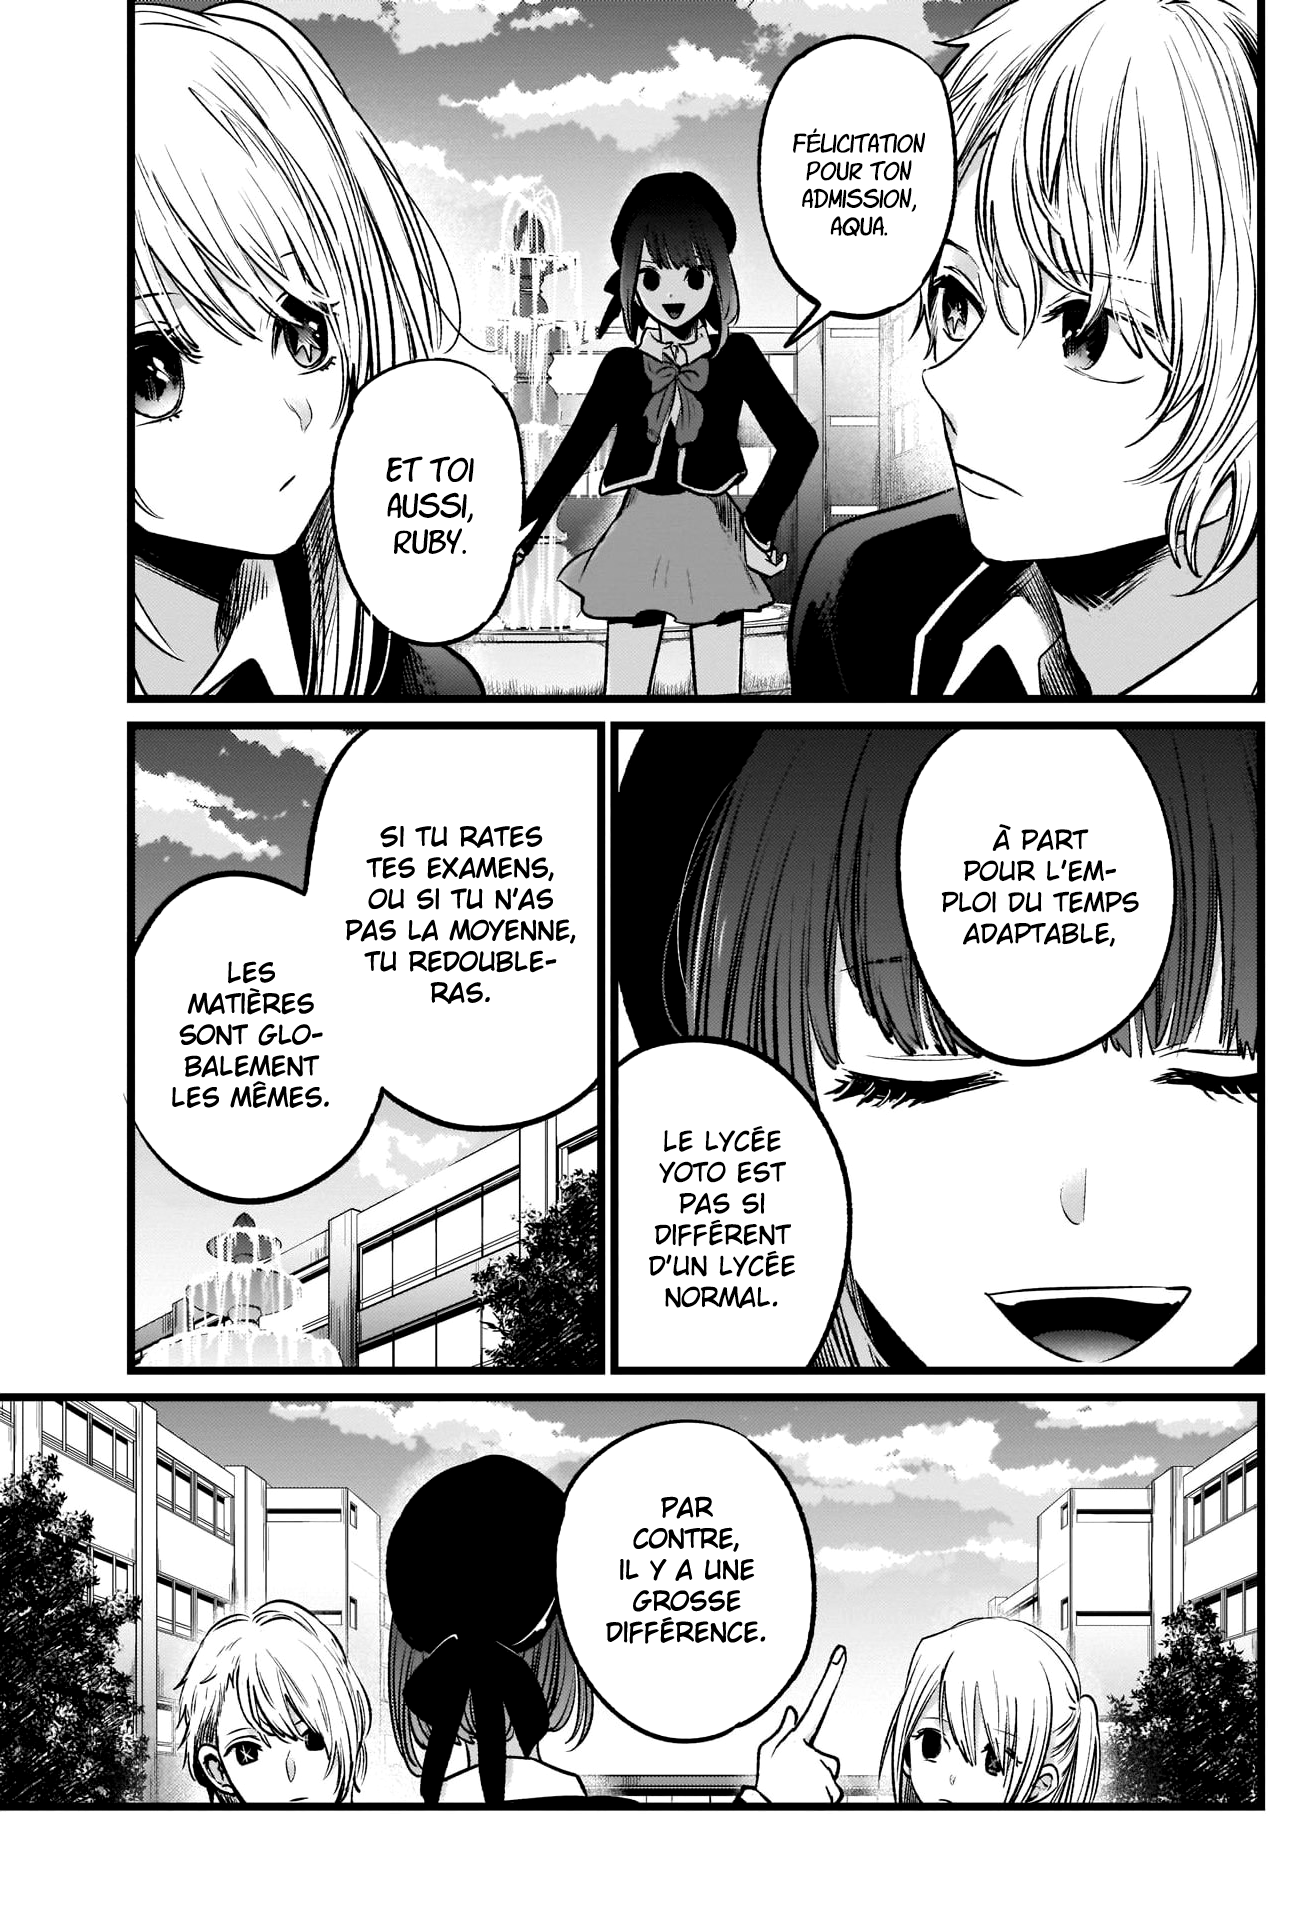 FÉLICITATION
POUR TON
ADMISSION,
AQUA.
ET TOI
AUSSI,
RUBY.
À PART
POUR L'EM-
PLOI DU TEMPS
ADAPTABLE,
LE LYCÉE
YOTO EST
PAS SI
DIFFÉRENT
D'UN LYCÉE
NORMAL.
SI TU RATES
TES EXAMENS,
OU SI TU N'AS
PAS LA MOYENNE,
TU REDOUBLE-
RAS.
LES
MATIÈRES
SONT GLO-
BALEMENT
LES MÊMES.
PAR
CONTRE,
IL Y A UNE
GROSSE
DIFFÉRENCE.